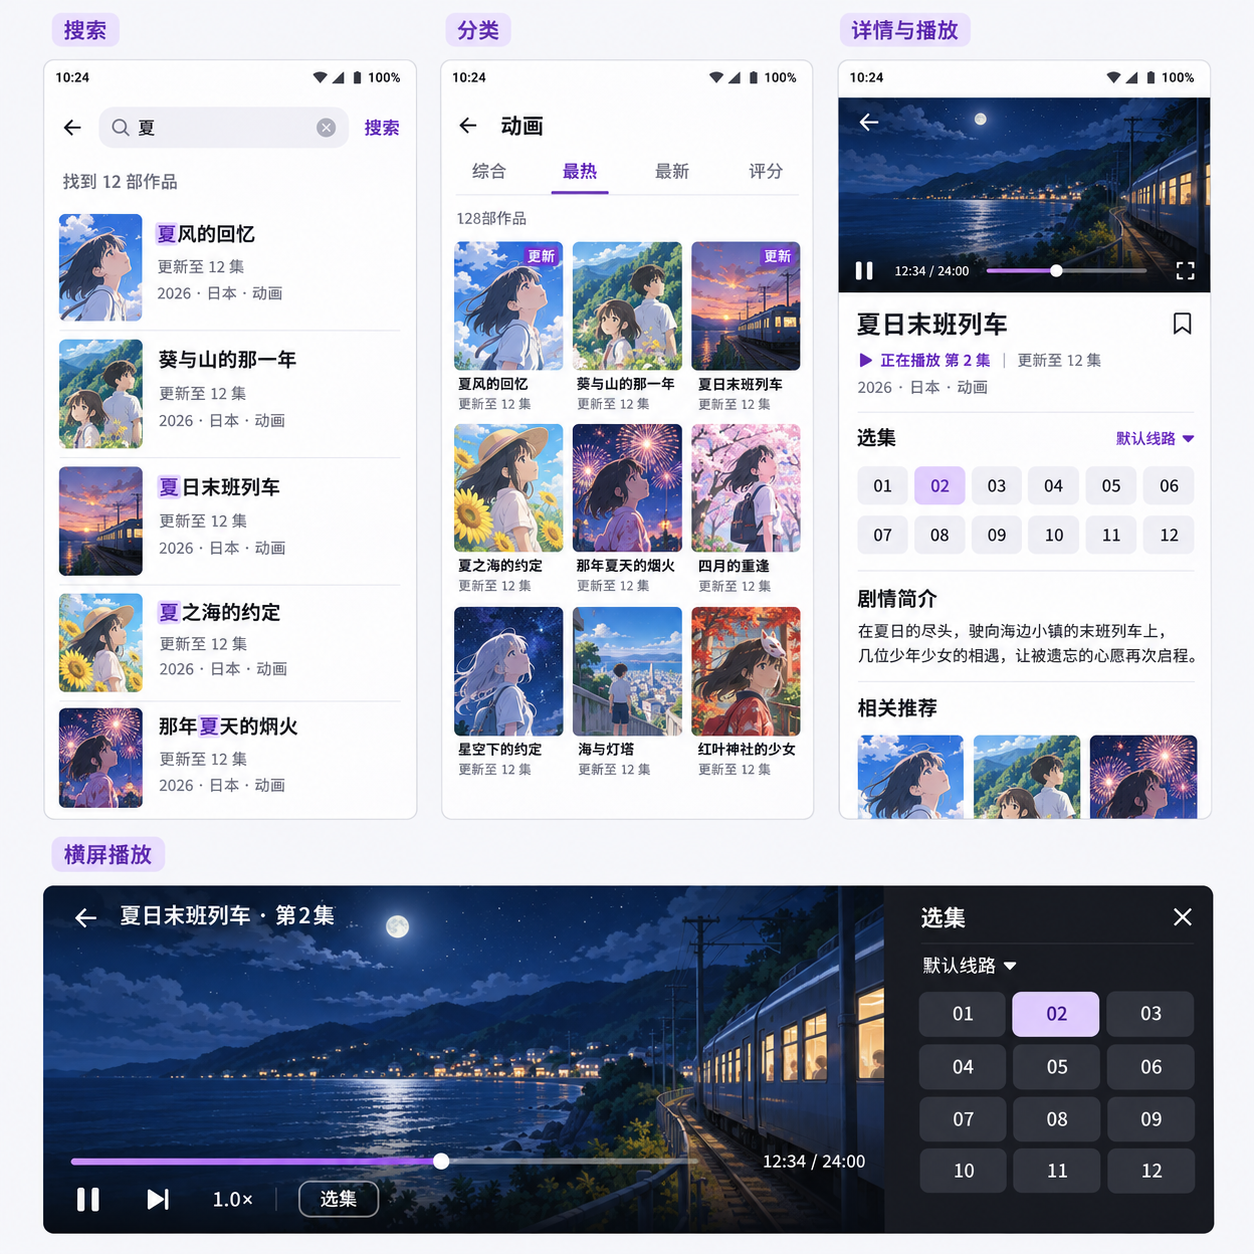 搜索
10:24 100%
夏 搜索
找到 12 部作品
夏风的回忆
更新至 12 集
2026 · 日本 · 动画
葵与山的那一年
更新至 12 集
2026 · 日本 · 动画
夏日末班列车
更新至 12 集
2026 · 日本 · 动画
夏之海的约定
更新至 12 集
2026 · 日本 · 动画
那年夏天的烟火
更新至 12 集
2026 · 日本 · 动画
分类
10:24 100%
动画
综合 最热 最新 评分
128部作品
更新 更新
夏风的回忆 葵与山的那一年 夏日末班列车
更新至 12 集 更新至 12 集 更新至 12 集
夏之海的约定 那年夏天的烟火 四月的重逢
更新至 12 集 更新至 12 集 更新至 12 集
星空下的约定 海与灯塔 红叶神社的少女
更新至 12 集 更新至 12 集 更新至 12 集
详情与播放
10:24 100%
12:34 / 24:00
夏日末班列车
正在播放 第 2 集 | 更新至 12 集
2026 · 日本 · 动画
选集 默认线路
01 02 03 04 05 06
07 08 09 10 11 12
剧情简介
在夏日的尽头，驶向海边小镇的末班列车上，
几位少年少女的相遇，让被遗忘的心愿再次启程。
相关推荐
横屏播放
夏日末班列车 · 第2集
12:34 / 24:00
1.0× 选集
选集
默认线路
01 02 03
04 05 06
07 08 09
10 11 12